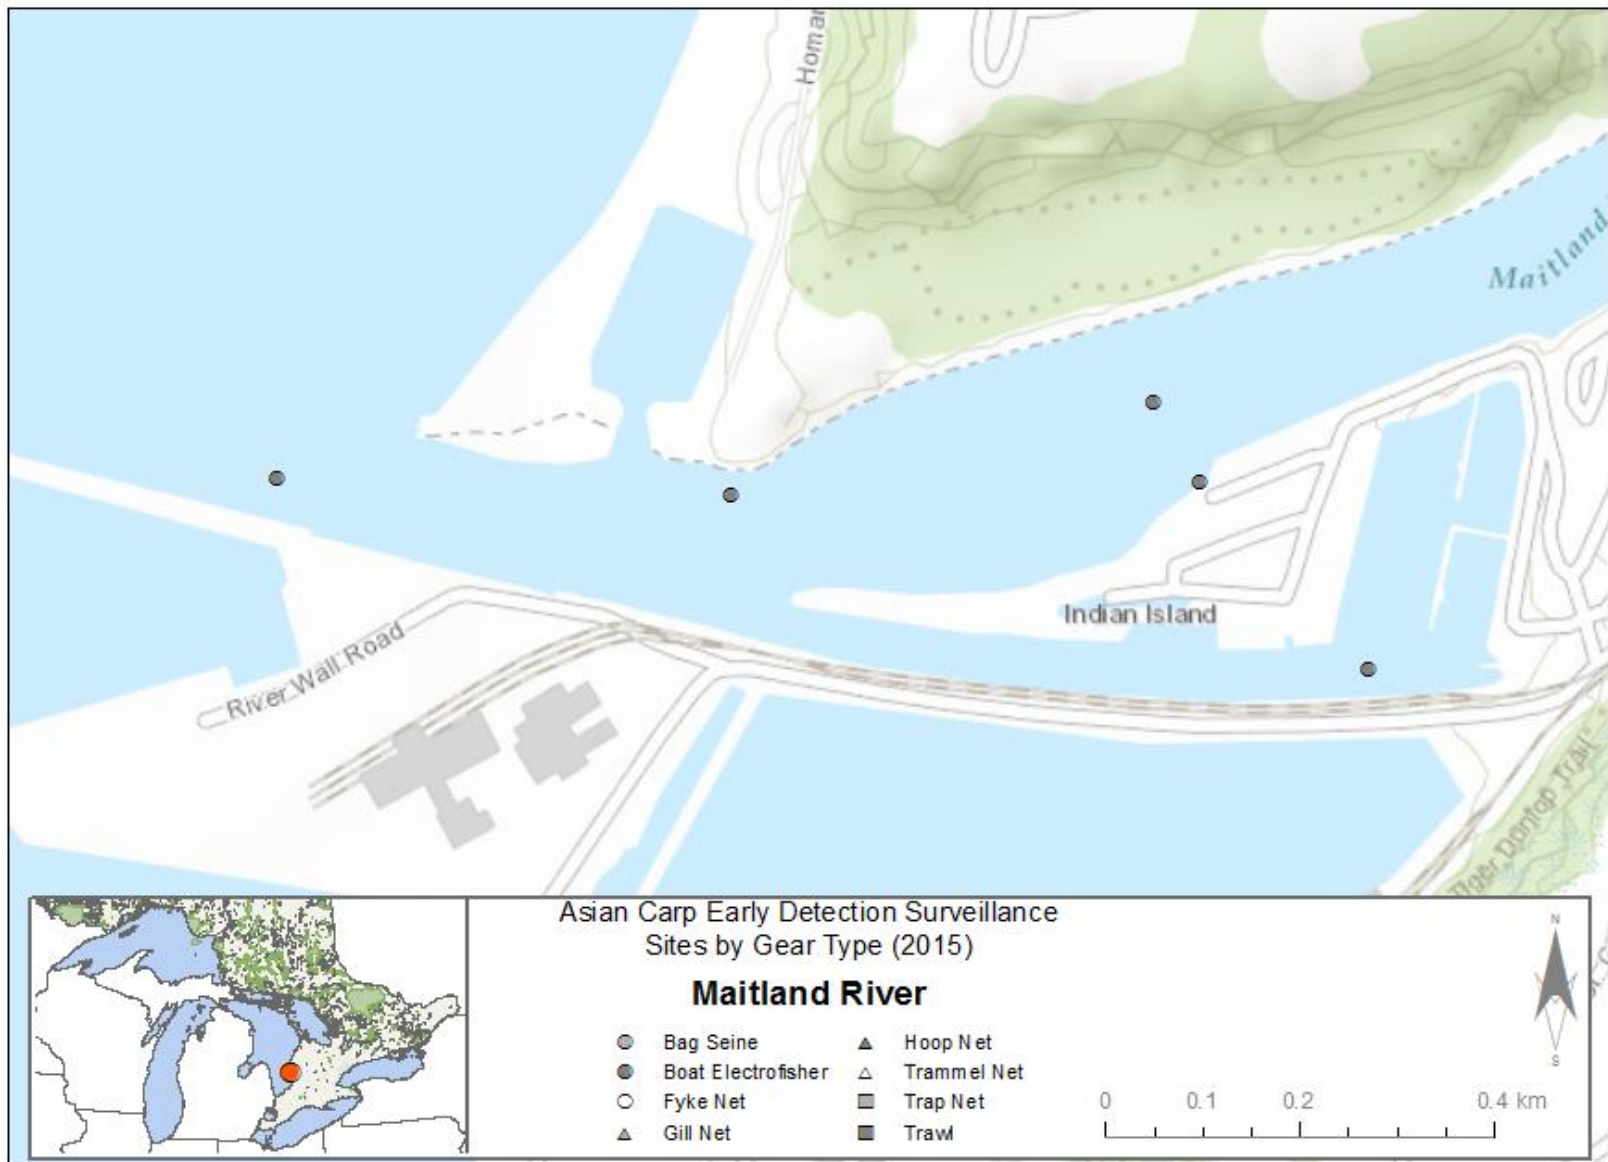 Homa
Maitland
Indian Island
River Wall Road
Tiger Dunlop Trail
Asian Carp Early Detection Surveillance
Sites by Gear Type (2015)
Maitland River
Bag Seine
Hoop Net
Boat Electrofisher
Trammel Net
Fyke Net
Trap Net
Gill Net
Trawl
N
S
0 0.1 0.2 0.4 km